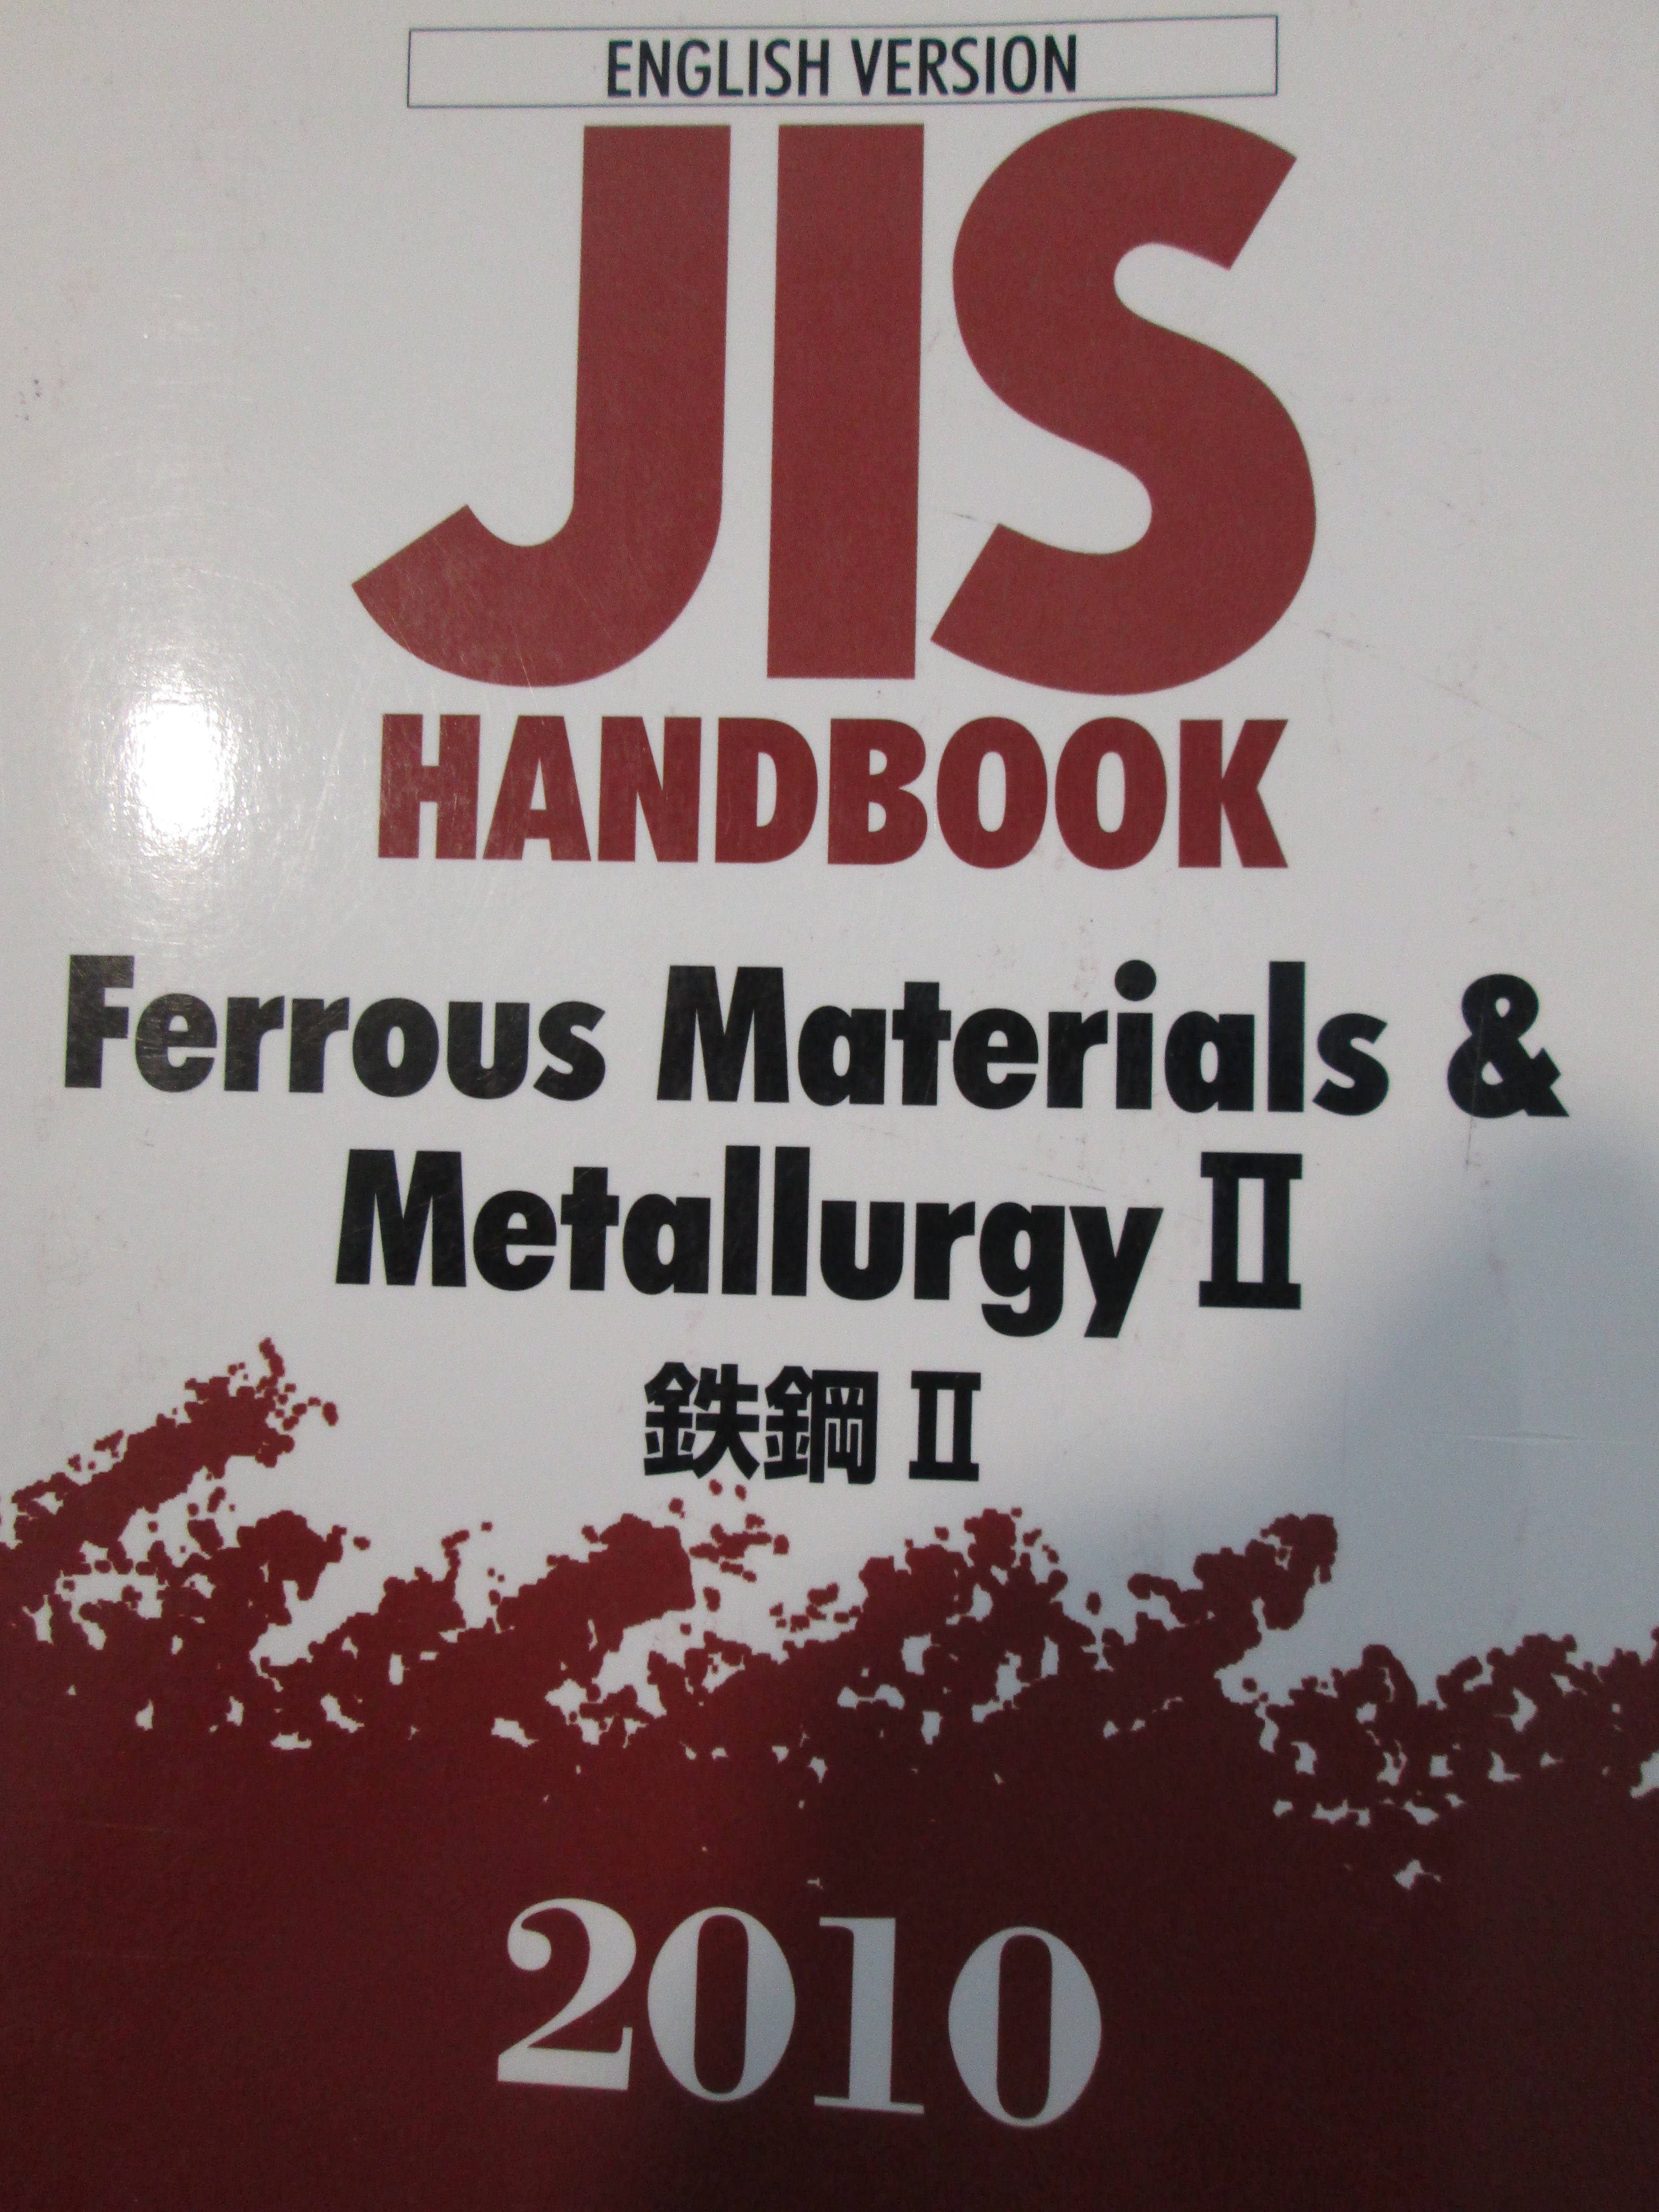 ENGLISH VERSION
JIS
HANDBOOK
Ferrous Materials &
Metallurgy Ⅱ
鉄鋼 Ⅱ
2010